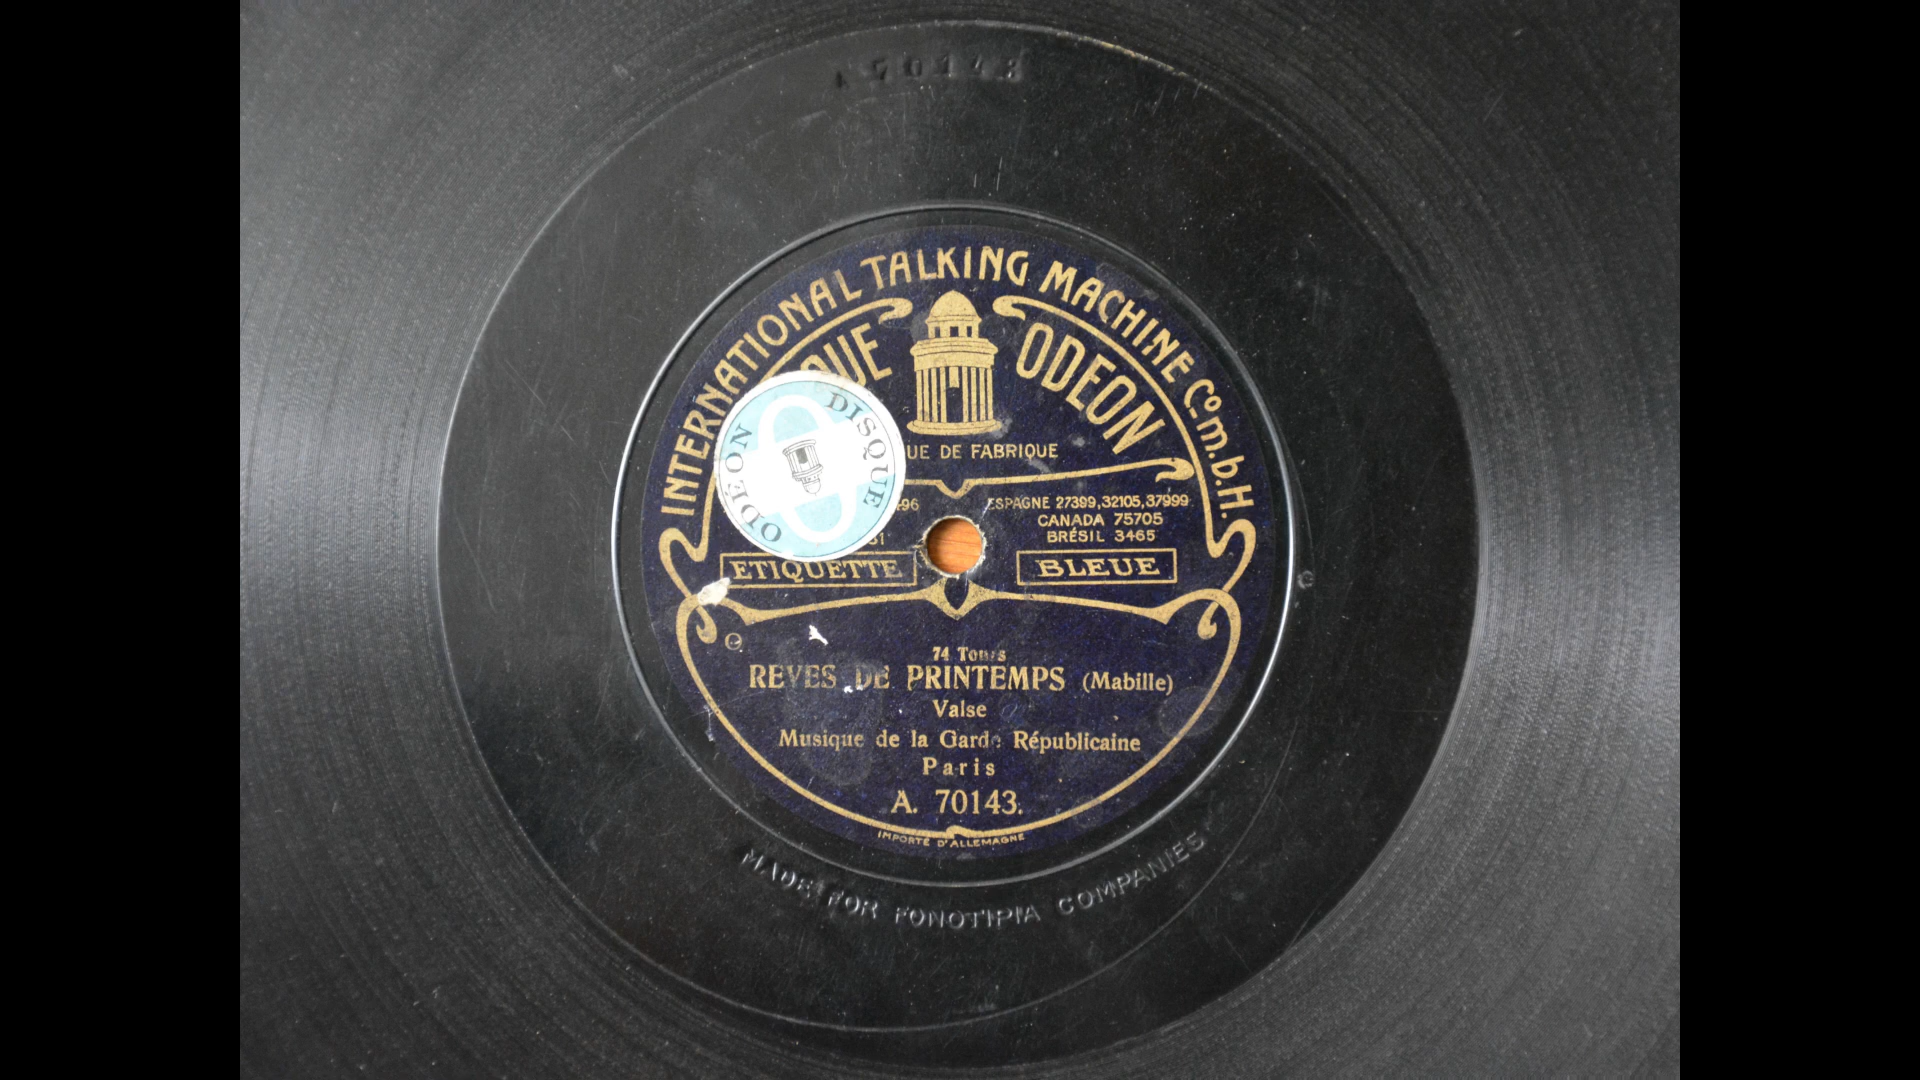 A 70143
INTERNATIONAL TALKING MACHINE Co.m.b.H.
ODEON
DISQUE ODEON
DE FABRIQUE
ESPAGNE 27399,32105,37999
CANADA 75705
BRÉSIL 3465
ETIQUETTE BLEUE
74 Tours
REVES DE PRINTEMPS (Mabille)
Valse
Musique de la Garde Républicaine
Paris
A. 70143.
IMPORTÉ D'ALLEMAGNE
MADE FOR FONOTIPIA COMPANIES